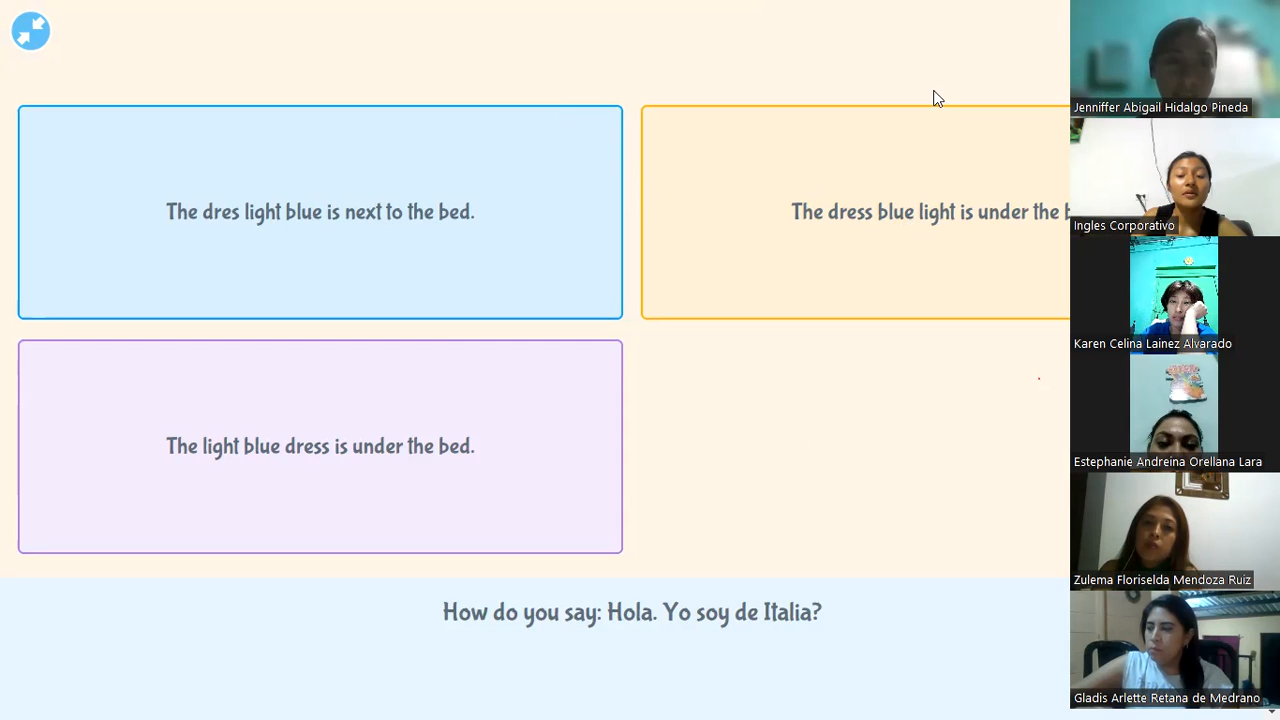 The dres light blue is next to the bed.
The dress blue light is under the
The light blue dress is under the bed.
How do you say: Hola. Yo soy de Italia?
Jenniffer Abigail Hidalgo Pineda
Ingles Corporativo
Karen Celina Lainez Alvarado
Estephanie Andreina Orellana Lara
Zulema Floriselda Mendoza Ruiz
Gladis Arlette Retana de Medrano